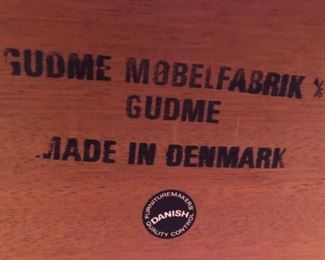 GUDME MØBELFABRIK A/S
GUDME
MADE IN DENMARK
FURNITUREMAKERS
DANISH
QUALITY CONTROL